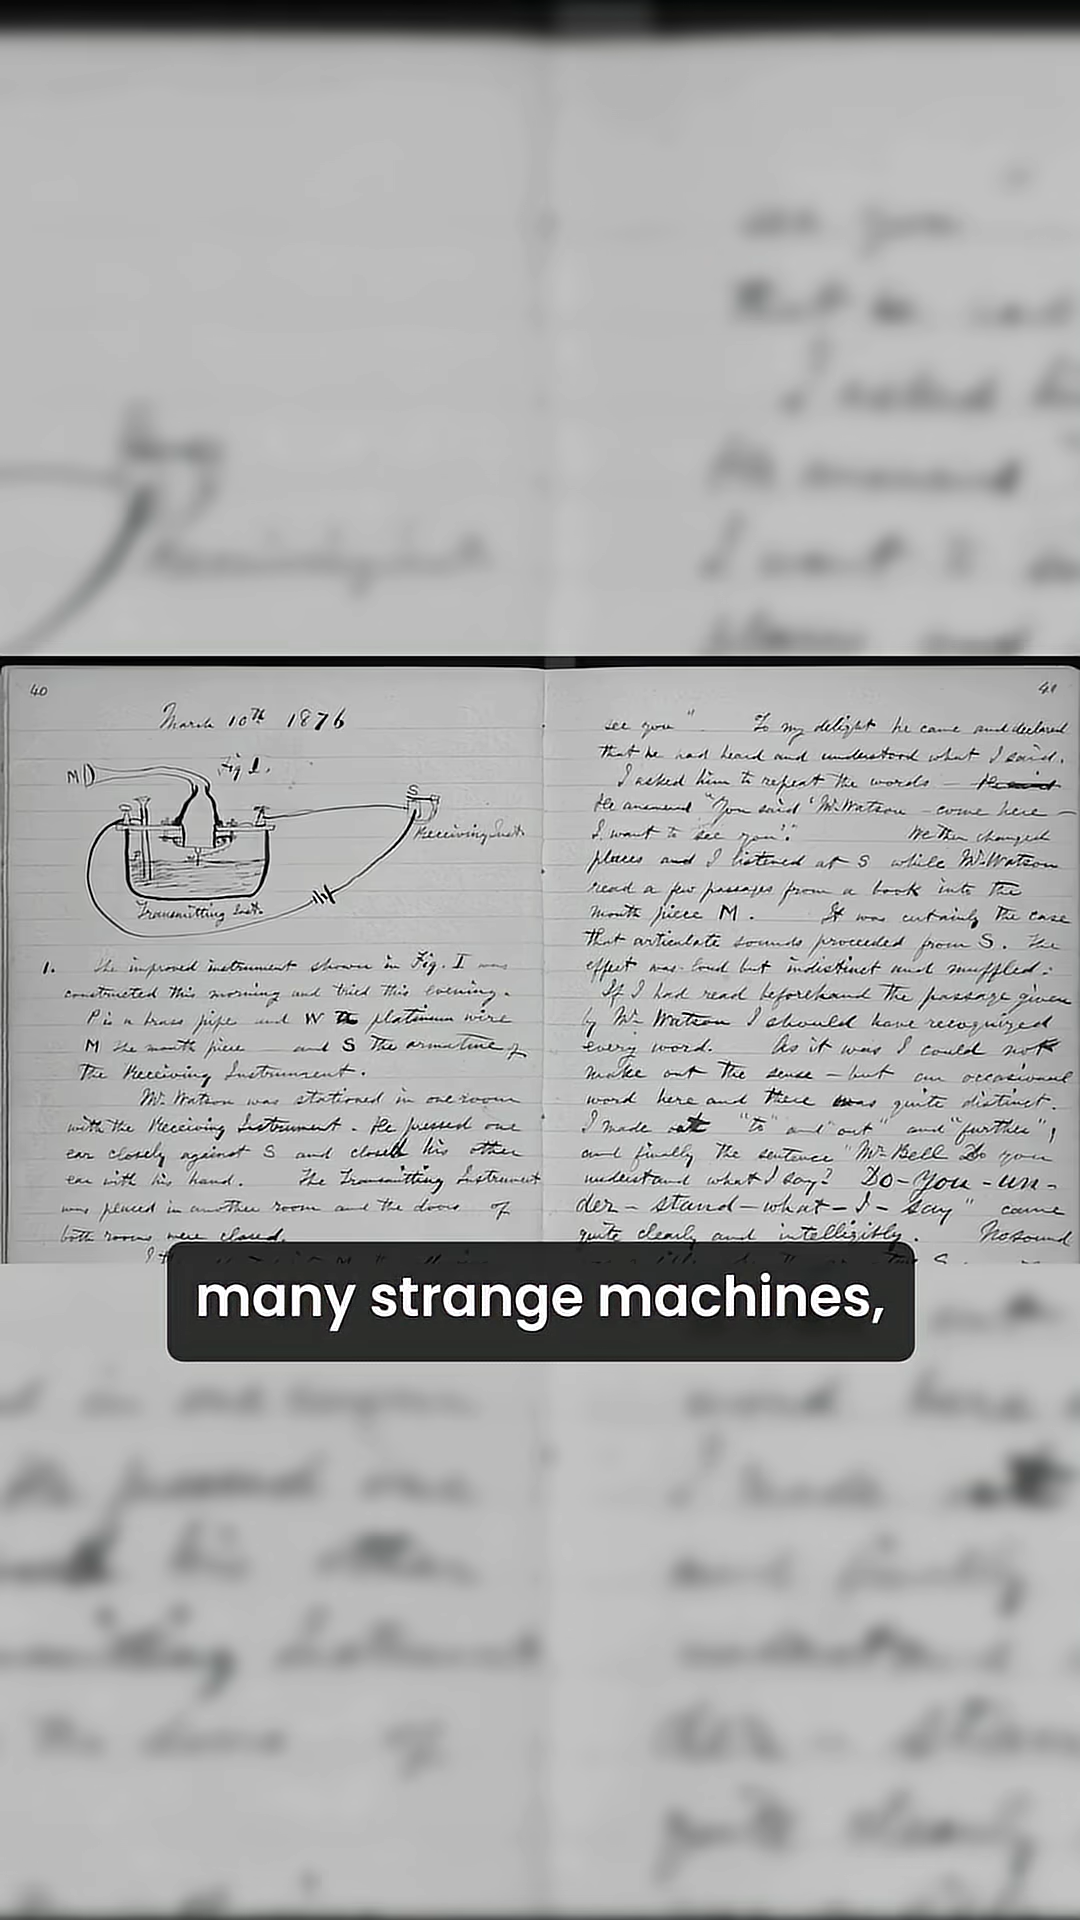 40
March 10th 1876
Fig I.
M
S
Receiving Inst.
P
Transmitting Inst.
1. The improved instrument shown in Fig. I was
constructed this morning and tried this evening.
P is a brass pipe and W the platinum wire
M the mouth piece and S the armature of
the Receiving Instrument.
Mr. Watson was stationed in one room
with the Receiving Instrument. He pressed one
ear closely against S and closed his other
ear with his hand. The Transmitting Instrument
was placed in another room and the doors of
both rooms were closed.
41
see you" To my delight he came and declared
that he had heard and understood what I said.
I asked him to repeat the words — He said
He answered "You said 'Mr. Watson — come here —
I want to see you'." We then changed
places and I listened at S while Mr. Watson
read a few passages from a book into the
mouth piece M. It was certainly the case
that articulate sounds proceeded from S. The
effect was loud but indistinct and muffled.
If I had read beforehand the passage given
by Mr. Watson I should have recognized
every word. As it was I could not
make out the sense — but an occasional
word here and there was quite distinct.
I made out "to" and "out" and "further";
and finally the sentence "Mr. Bell Do you
understand what I say? Do-you-un-
der-stand-what-I-say" came
quite clearly and intelligibly. No sound
many strange machines,